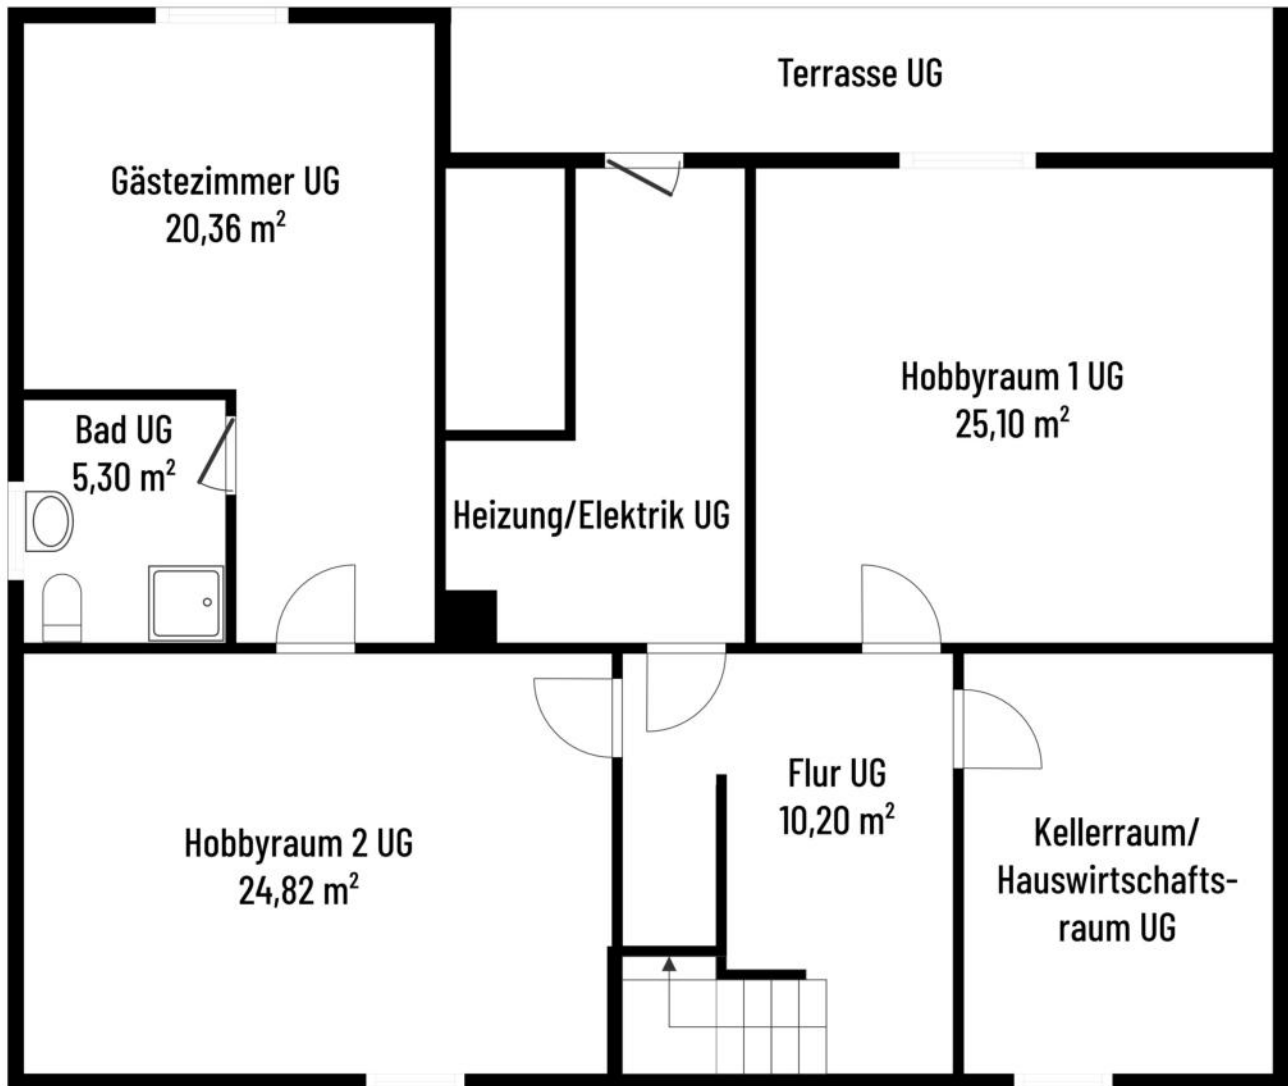 Terrasse UG
Gästezimmer UG
20,36 m²
Hobbyraum 1 UG
25,10 m²
Bad UG
5,30 m²
Heizung/Elektrik UG
Flur UG
10,20 m²
Hobbyraum 2 UG
24,82 m²
Kellerraum/
Hauswirtschafts-
raum UG